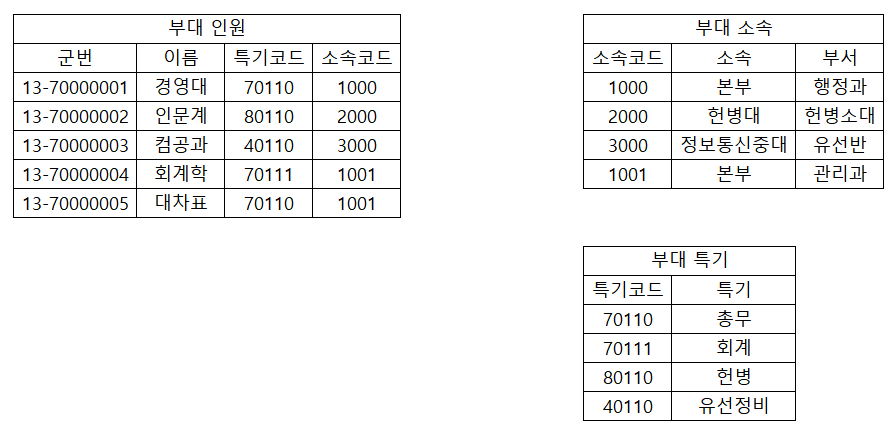 부대 인원
군번 이름 특기코드 소속코드
13-70000001 경영대 70110 1000
13-70000002 인문계 80110 2000
13-70000003 컴공과 40110 3000
13-70000004 회계학 70111 1001
13-70000005 대차표 70110 1001
부대 소속
소속코드 소속 부서
1000 본부 행정과
2000 헌병대 헌병소대
3000 정보통신중대 유선반
1001 본부 관리과
부대 특기
특기코드 특기
70110 총무
70111 회계
80110 헌병
40110 유선정비